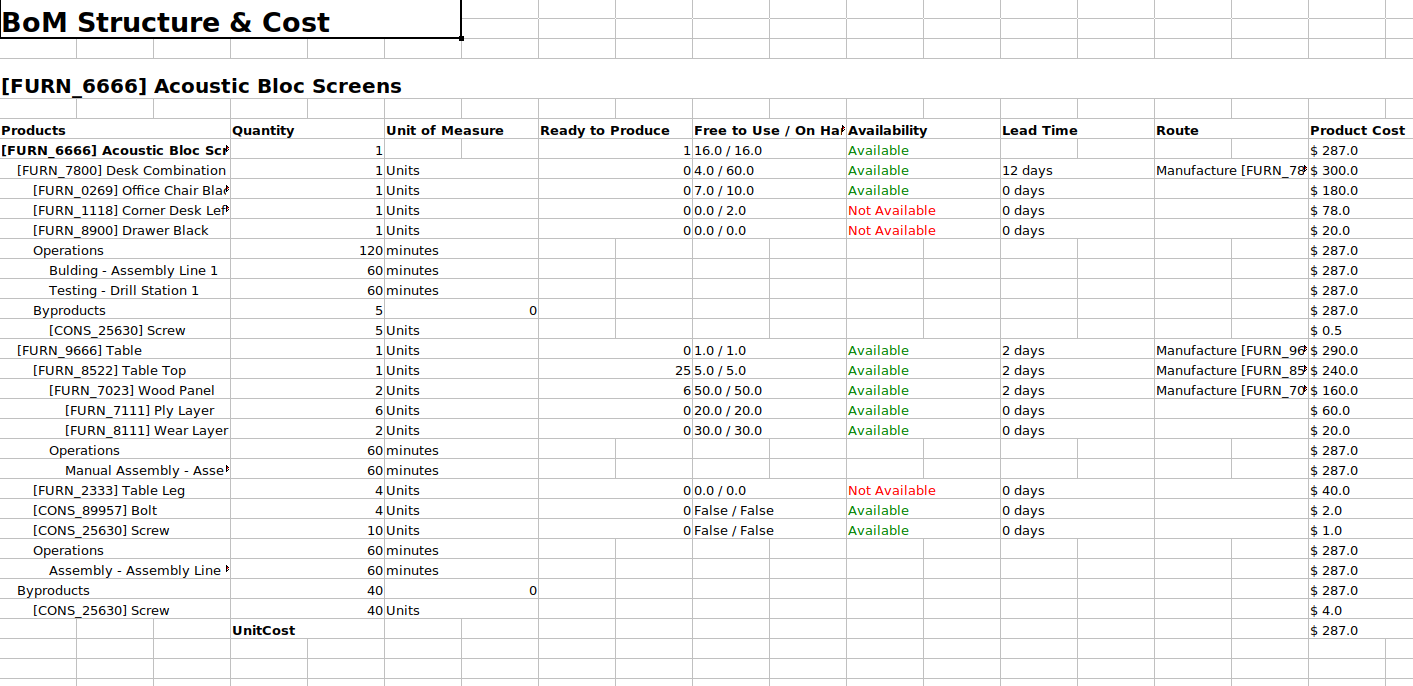 BoM Structure & Cost
[FURN_6666] Acoustic Bloc Screens
Products Quantity Unit of Measure Ready to Produce Free to Use / On Ha Availability Lead Time Route Product Cost
[FURN_6666] Acoustic Bloc Scr 1 1 16.0 / 16.0 Available $ 287.0
[FURN_7800] Desk Combination 1 Units 0 4.0 / 60.0 Available 12 days Manufacture [FURN_78 $ 300.0
[FURN_0269] Office Chair Blac 1 Units 0 7.0 / 10.0 Available 0 days $ 180.0
[FURN_1118] Corner Desk Lef 1 Units 0 0.0 / 2.0 Not Available 0 days $ 78.0
[FURN_8900] Drawer Black 1 Units 0 0.0 / 0.0 Not Available 0 days $ 20.0
Operations 120 minutes $ 287.0
Bulding - Assembly Line 1 60 minutes $ 287.0
Testing - Drill Station 1 60 minutes $ 287.0
Byproducts 5 0 $ 287.0
[CONS_25630] Screw 5 Units $ 0.5
[FURN_9666] Table 1 Units 0 1.0 / 1.0 Available 2 days Manufacture [FURN_96 $ 290.0
[FURN_8522] Table Top 1 Units 25 5.0 / 5.0 Available 2 days Manufacture [FURN_85 $ 240.0
[FURN_7023] Wood Panel 2 Units 6 50.0 / 50.0 Available 2 days Manufacture [FURN_70 $ 160.0
[FURN_7111] Ply Layer 6 Units 0 20.0 / 20.0 Available 0 days $ 60.0
[FURN_8111] Wear Layer 2 Units 0 30.0 / 30.0 Available 0 days $ 20.0
Operations 60 minutes $ 287.0
Manual Assembly - Asse 60 minutes $ 287.0
[FURN_2333] Table Leg 4 Units 0 0.0 / 0.0 Not Available 0 days $ 40.0
[CONS_89957] Bolt 4 Units 0 False / False Available 0 days $ 2.0
[CONS_25630] Screw 10 Units 0 False / False Available 0 days $ 1.0
Operations 60 minutes $ 287.0
Assembly - Assembly Line 60 minutes $ 287.0
Byproducts 40 0 $ 287.0
[CONS_25630] Screw 40 Units $ 4.0
UnitCost $ 287.0